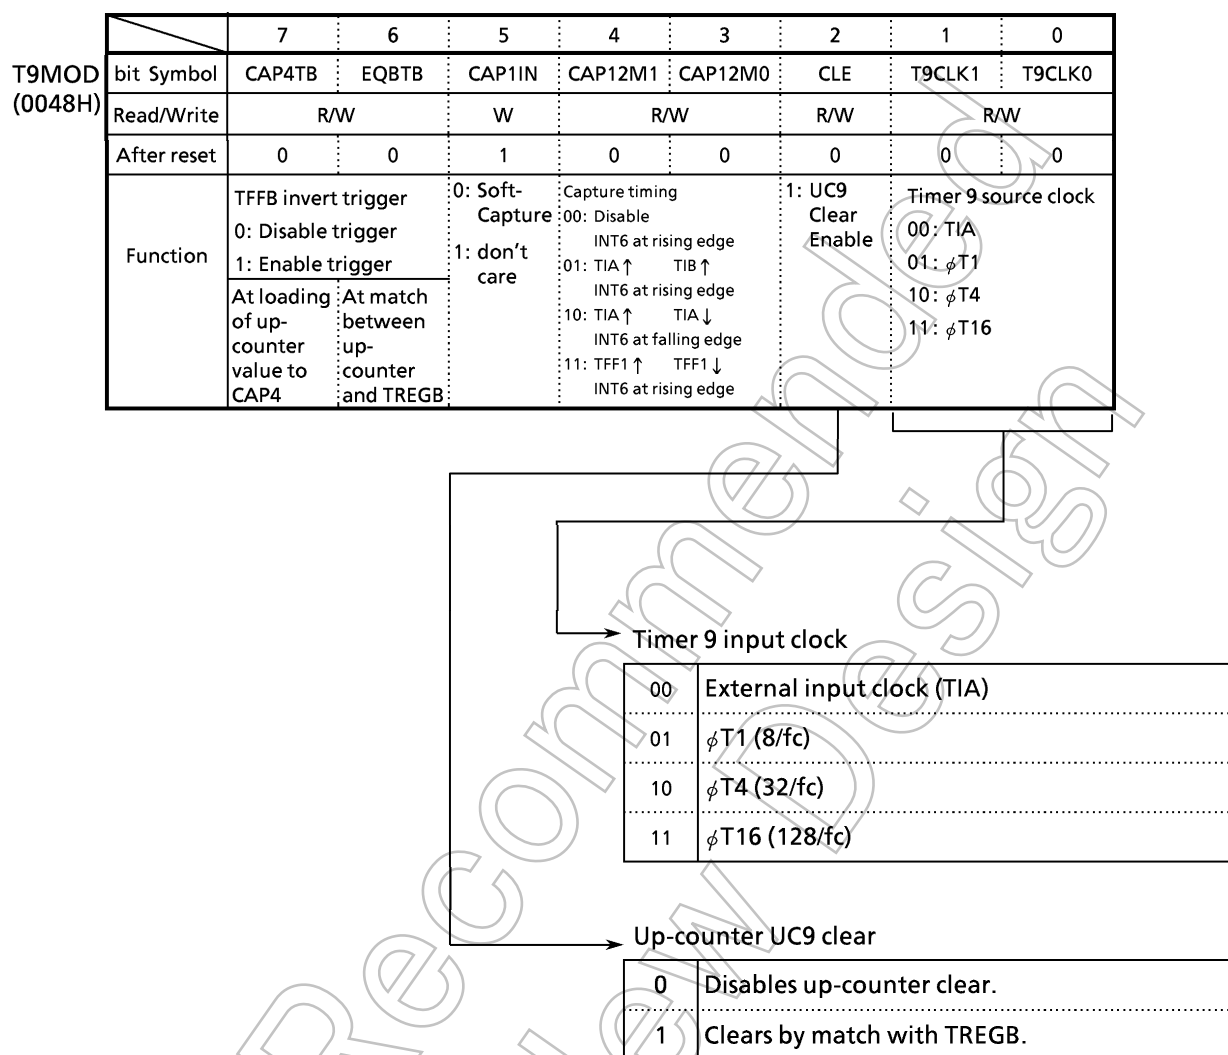 7 6 5 4 3 2 1 0
T9MOD (0048H)
bit Symbol CAP4TB EQBTB CAP1IN CAP12M1 CAP12M0 CLE T9CLK1 T9CLK0
Read/Write R/W W R/W R/W R/W
After reset 0 0 1 0 0 0 0 0
Function
TFFB invert trigger
0: Disable trigger
1: Enable trigger
At loading
of up-
counter
value to
CAP4
At match
between
up-
counter
and TREGB
0: Soft-
Capture
1: don't
care
Capture timing
00: Disable
INT6 at rising edge
01: TIA↑ TIB↑
INT6 at rising edge
10: TIA↑ TIA↓
INT6 at falling edge
11: TFF1↑ TFF1↓
INT6 at rising edge
1: UC9
Clear
Enable
Timer 9 source clock
00: TIA
01: ϕT1
10: ϕT4
11: ϕT16
Timer 9 input clock
00 External input clock (TIA)
01 ϕT1 (8/fc)
10 ϕT4 (32/fc)
11 ϕT16 (128/fc)
Up-counter UC9 clear
0 Disables up-counter clear.
1 Clears by match with TREGB.
Recommended
New Design